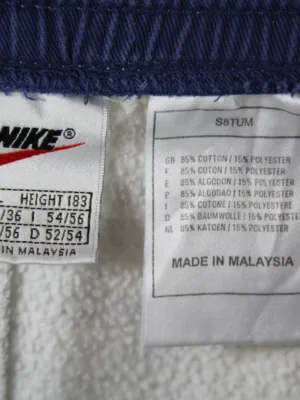 NIKE®
HEIGHT 183
/36 I 54/56
/56 D 52/54
IN MALAYSIA
S8TUM
GB 85% COTTON / 15% POLYESTER
F 85% COTON / 15% POLYESTER
E 85% ALGODON / 15% POLYESTER
P 85% ALGODAO / 15% POLYESTER
I 85% COTONE / 15% POLYESTERE
D 85% BAUMWOLLE / 15% POLYESTER
NL 85% KATOEN / 15% POLYESTER
MADE IN MALAYSIA